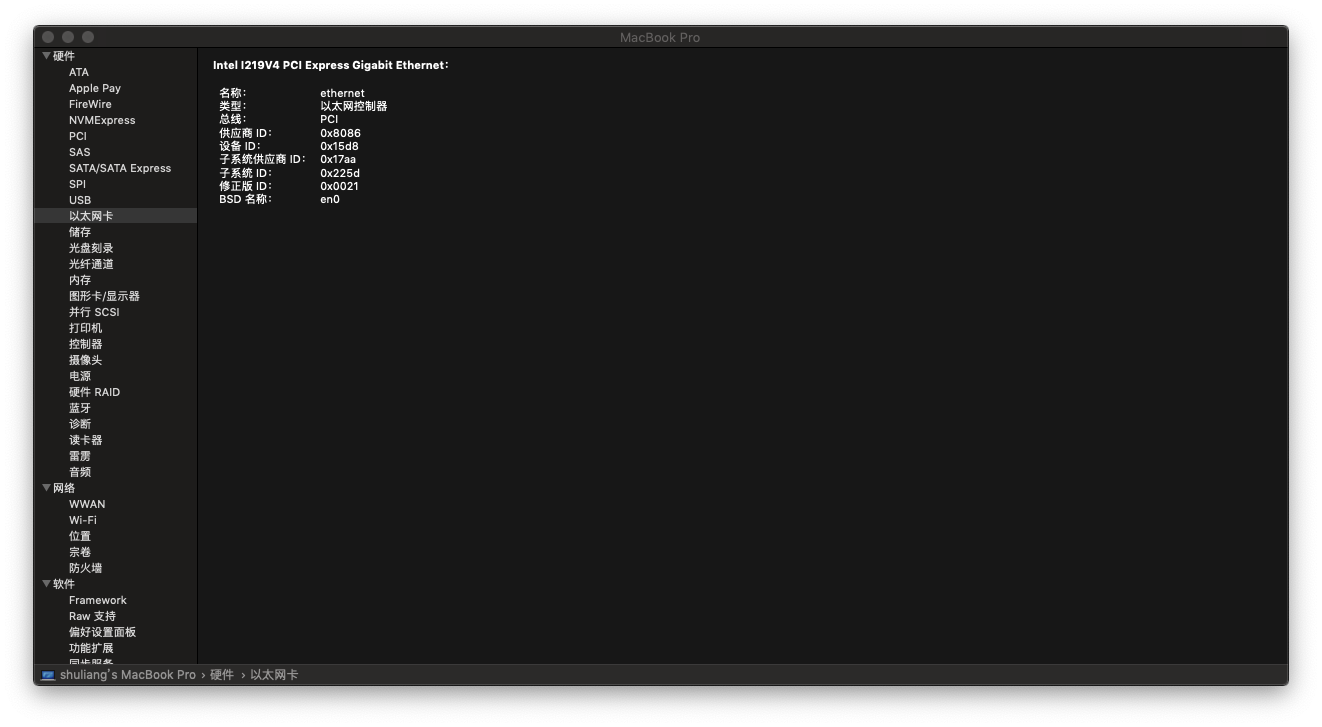 MacBook Pro
硬件
ATA
Apple Pay
FireWire
NVMExpress
PCI
SAS
SATA/SATA Express
SPI
USB
以太网卡
储存
光盘刻录
光纤通道
内存
图形卡/显示器
并行 SCSI
打印机
控制器
摄像头
电源
硬件 RAID
蓝牙
诊断
读卡器
雷雳
音频
网络
WWAN
Wi-Fi
位置
宗卷
防火墙
软件
Framework
Raw 支持
偏好设置面板
功能扩展
同步服务
Intel I219V4 PCI Express Gigabit Ethernet：
名称： ethernet
类型： 以太网控制器
总线： PCI
供应商 ID： 0x8086
设备 ID： 0x15d8
子系统供应商 ID： 0x17aa
子系统 ID： 0x225d
修正版 ID： 0x0021
BSD 名称： en0
shuliang's MacBook Pro › 硬件 › 以太网卡